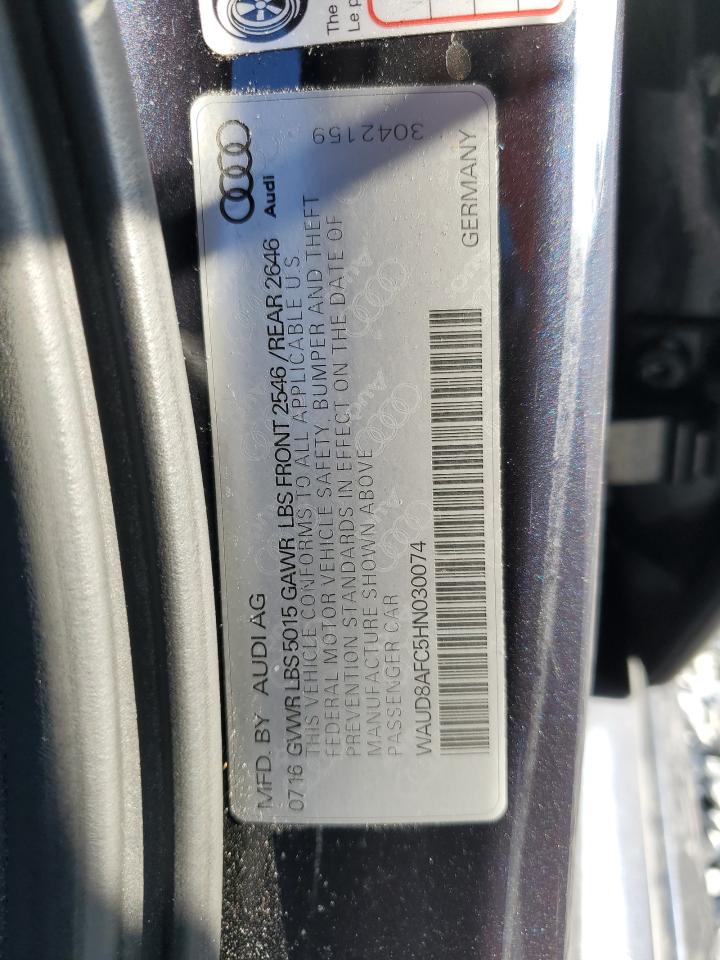 The
Le p
3042159
Audi
MFD. BY AUDI AG
07 16 GVWR LBS 5015 GAWR LBS FRONT 2546 /REAR 2646
THIS VEHICLE CONFORMS TO ALL APPLICABLE U.S.
FEDERAL MOTOR VEHICLE SAFETY, BUMPER AND THEFT
PREVENTION STANDARDS IN EFFECT ON THE DATE OF
MANUFACTURE SHOWN ABOVE
PASSENGER CAR
GERMANY
WAUD8AFC5HN030074